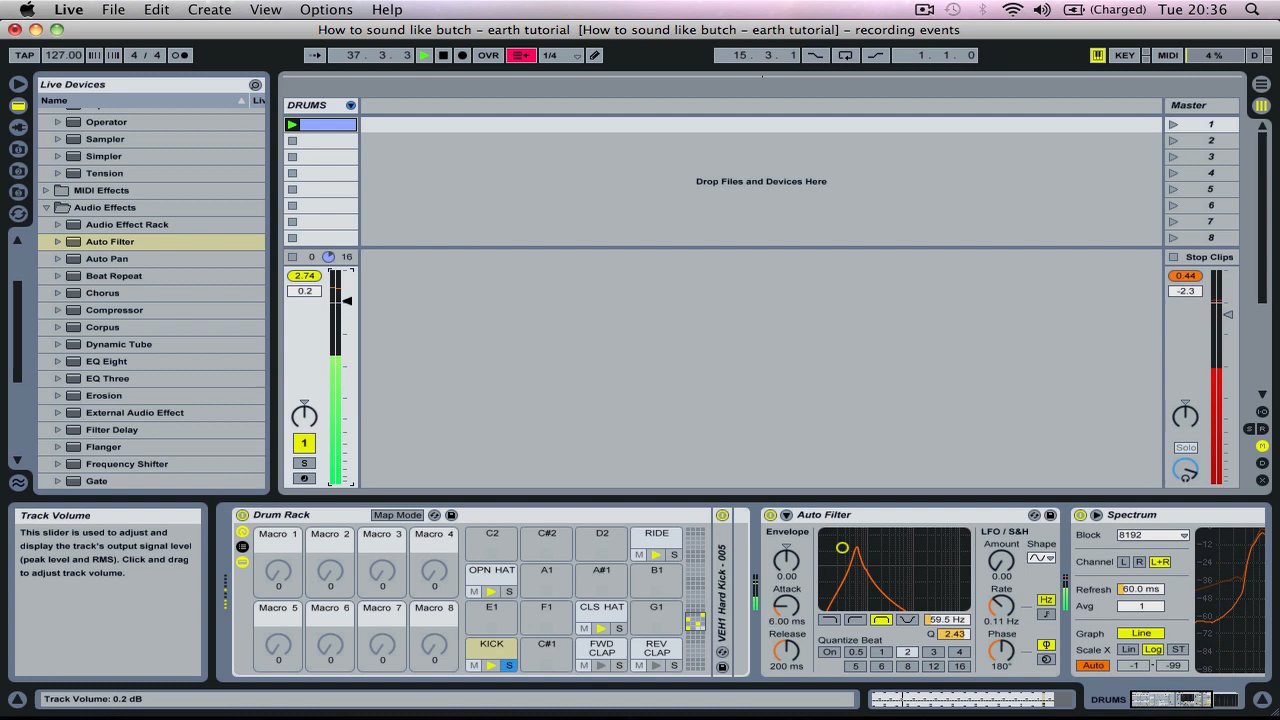 Live File Edit Create View Options Help (Charged) Tue 20:36
How to sound like butch - earth tutorial [How to sound like butch - earth tutorial] - recording events
TAP 127.00 4 / 4 37. 3. 3 OVR 1/4 15. 3. 1 1. 1. 0 KEY MIDI 4 % D
Live Devices
Name Liv
Operator
Sampler
Simpler
Tension
MIDI Effects
Audio Effects
Audio Effect Rack
Auto Filter
Auto Pan
Beat Repeat
Chorus
Compressor
Corpus
Dynamic Tube
EQ Eight
EQ Three
Erosion
External Audio Effect
Filter Delay
Flanger
Frequency Shifter
Gate
DRUMS
Drop Files and Devices Here
0 16
2.74
0.2
1
S
Master
1
2
3
4
5
6
7
8
Stop Clips
0.44
-2.3
Solo
S R
M
D
Track Volume
This slider is used to adjust and
display the track's output signal level
(peak level and RMS). Click and drag
to adjust track volume.
Drum Rack Map Mode
Macro 1 Macro 2 Macro 3 Macro 4
0 0 0 0
Macro 5 Macro 6 Macro 7 Macro 8
0 0 0 0
C2 C#2 D2 RIDE
M S
OPN HAT A1 A#1 B1
M S
E1 F1 CLS HAT G1
M S
KICK C#1 FWD CLAP REV CLAP
M S M S M S
VEH1 Hard Kick - 005
Auto Filter
Envelope
0.00
Attack
6.00 ms
Release
200 ms
59.5 Hz
Q 2.43
Quantize Beat
On 0.5 1 2 3 4
5 6 8 12 16
LFO / S&H
Amount Shape
0.00
Rate
Hz
0.11 Hz
Phase
180°
Spectrum
Block 8192
Channel L R L+R
Refresh 60.0 ms
Avg 1
Graph Line
Scale X Lin Log ST
Auto -1 - -99
-12
-24
-36
-48
-60
-72
-84
-96
Track Volume: 0.2 dB
DRUMS